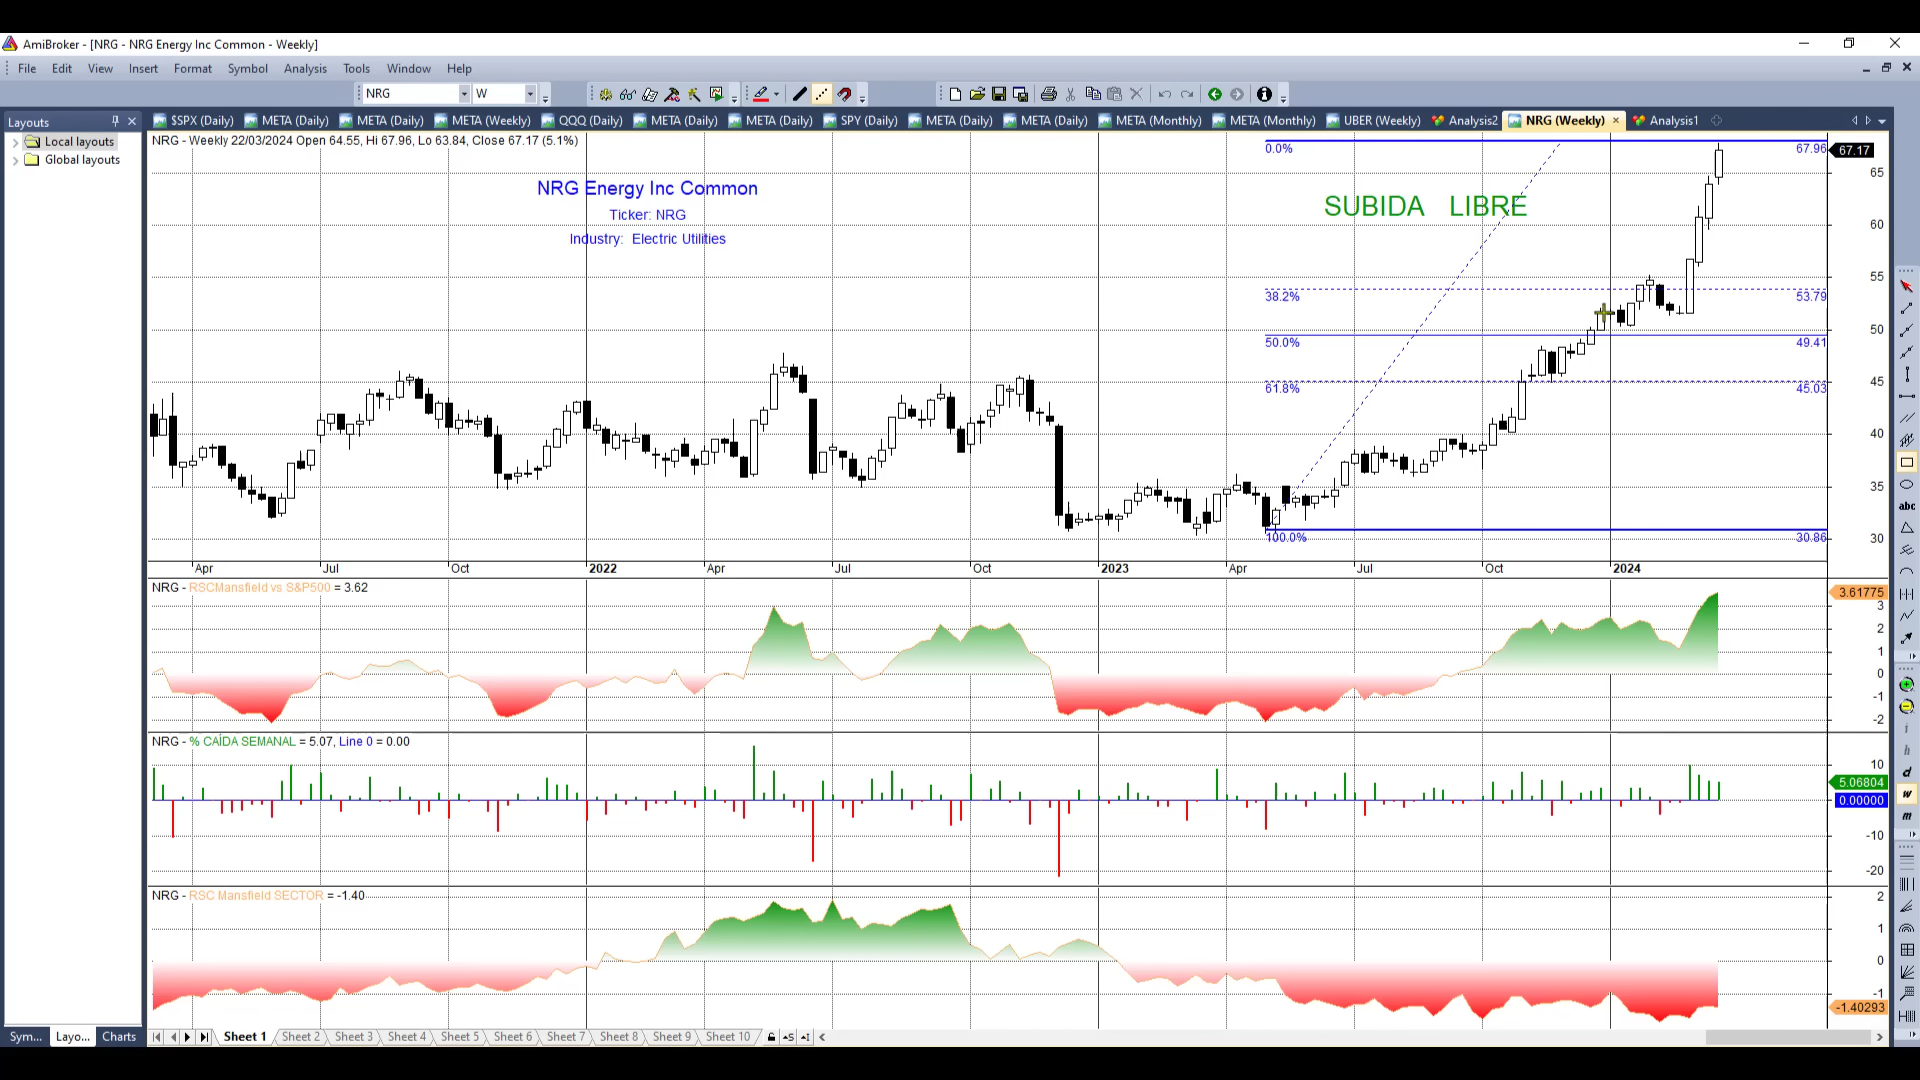 AmiBroker - [NRG - NRG Energy Inc Common - Weekly]
File Edit View Insert Format Symbol Analysis Tools Window Help
NRG W
Layouts
$SPX (Daily) META (Daily) META (Daily) META (Weekly) QQQ (Daily) META (Daily) META (Daily) SPY (Daily) META (Daily) META (Daily) META (Monthly) META (Monthly) UBER (Weekly) Analysis2 NRG (Weekly) Analysis1
Local layouts
Global layouts
NRG - Weekly 22/03/2024 Open 64.55, Hi 67.96, Lo 63.84, Close 67.17 (5.1%)
0.0% 67.96 67.17
NRG Energy Inc Common
Ticker: NRG
Industry: Electric Utilities
SUBIDA LIBRE
65
60
55
38.2% 53.79
50
50.0% 49.41
45
61.8% 45.03
40
35
30
100.0% 30.86
Apr Jul Oct 2022 Apr Jul Oct 2023 Apr Jul Oct 2024
NRG - RSCMansfield vs S&P500 = 3.62
3.61775
3
2
1
0
-1
-2
NRG - % CAÍDA SEMANAL = 5.07, Line 0 = 0.00
10
5.06804
0.00000
-10
-20
NRG - RSC Mansfield SECTOR = -1.40
2
1
0
-1
-1.40293
abc
i
h
d
w
m
Sym... Layo... Charts
Sheet 1 Sheet 2 Sheet 3 Sheet 4 Sheet 5 Sheet 6 Sheet 7 Sheet 8 Sheet 9 Sheet 10